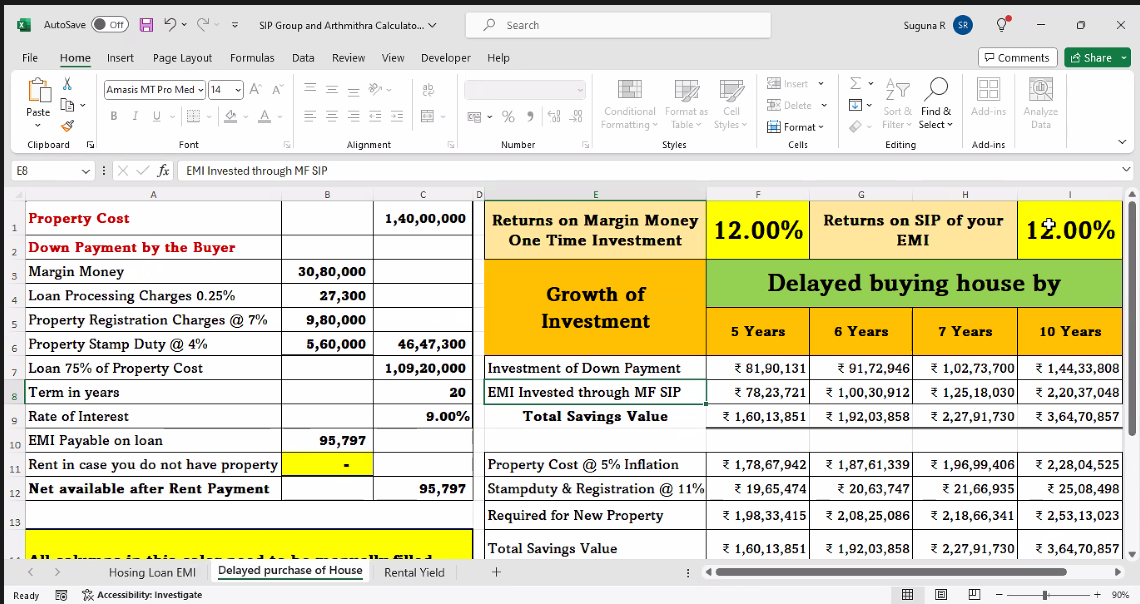 AutoSave Off SIP Group and Arthmithra Calculato... Search Suguna R SR
File Home Insert Page Layout Formulas Data Review View Developer Help Comments Share
Paste Amasis MT Pro Med 14 A A ab Insert Σ A Z
B I U A % 9 Conditional Formatting Format as Table Cell Styles Delete Format Sort & Filter Find & Select Add-ins Analyze Data
Clipboard Font Alignment Number Styles Cells Editing Add-ins
E8 fx EMI Invested through MF SIP
A B C D E F G H I
1 Property Cost 1,40,00,000 Returns on Margin Money One Time Investment 12.00% Returns on SIP of your EMI 12.00%
2 Down Payment by the Buyer
Growth of Investment Delayed buying house by
3 Margin Money 30,80,000
4 Loan Processing Charges 0.25% 27,300
5 Property Registration Charges @ 7% 9,80,000 5 Years 6 Years 7 Years 10 Years
6 Property Stamp Duty @ 4% 5,60,000 46,47,300
7 Loan 75% of Property Cost 1,09,20,000 Investment of Down Payment ₹ 81,90,131 ₹ 91,72,946 ₹ 1,02,73,700 ₹ 1,44,33,808
8 Term in years 20 EMI Invested through MF SIP ₹ 78,23,721 ₹ 1,00,30,912 ₹ 1,25,18,030 ₹ 2,20,37,048
9 Rate of Interest 9.00% Total Savings Value ₹ 1,60,13,851 ₹ 1,92,03,858 ₹ 2,27,91,730 ₹ 3,64,70,857
10 EMI Payable on loan 95,797
11 Rent in case you do not have property - Property Cost @ 5% Inflation ₹ 1,78,67,942 ₹ 1,87,61,339 ₹ 1,96,99,406 ₹ 2,28,04,525
12 Net available after Rent Payment 95,797 Stampduty & Registration @ 11% ₹ 19,65,474 ₹ 20,63,747 ₹ 21,66,935 ₹ 25,08,498
13 Required for New Property ₹ 1,98,33,415 ₹ 2,08,25,086 ₹ 2,18,66,341 ₹ 2,53,13,023
Total Savings Value ₹ 1,60,13,851 ₹ 1,92,03,858 ₹ 2,27,91,730 ₹ 3,64,70,857
Hosing Loan EMI Delayed purchase of House Rental Yield +
Ready Accessibility: Investigate 90%